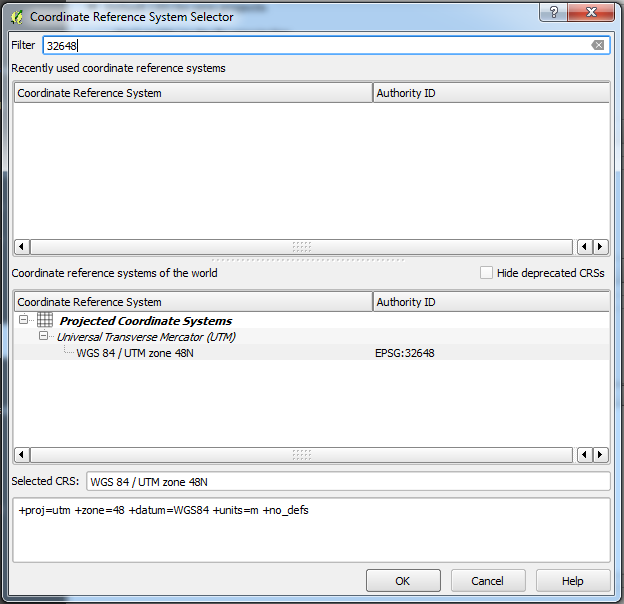 Coordinate Reference System Selector
Filter 32648
Recently used coordinate reference systems
Coordinate Reference System Authority ID
Coordinate reference systems of the world Hide deprecated CRSs
Coordinate Reference System Authority ID
Projected Coordinate Systems
Universal Transverse Mercator (UTM)
WGS 84 / UTM zone 48N EPSG:32648
Selected CRS: WGS 84 / UTM zone 48N
+proj=utm +zone=48 +datum=WGS84 +units=m +no_defs
OK Cancel Help